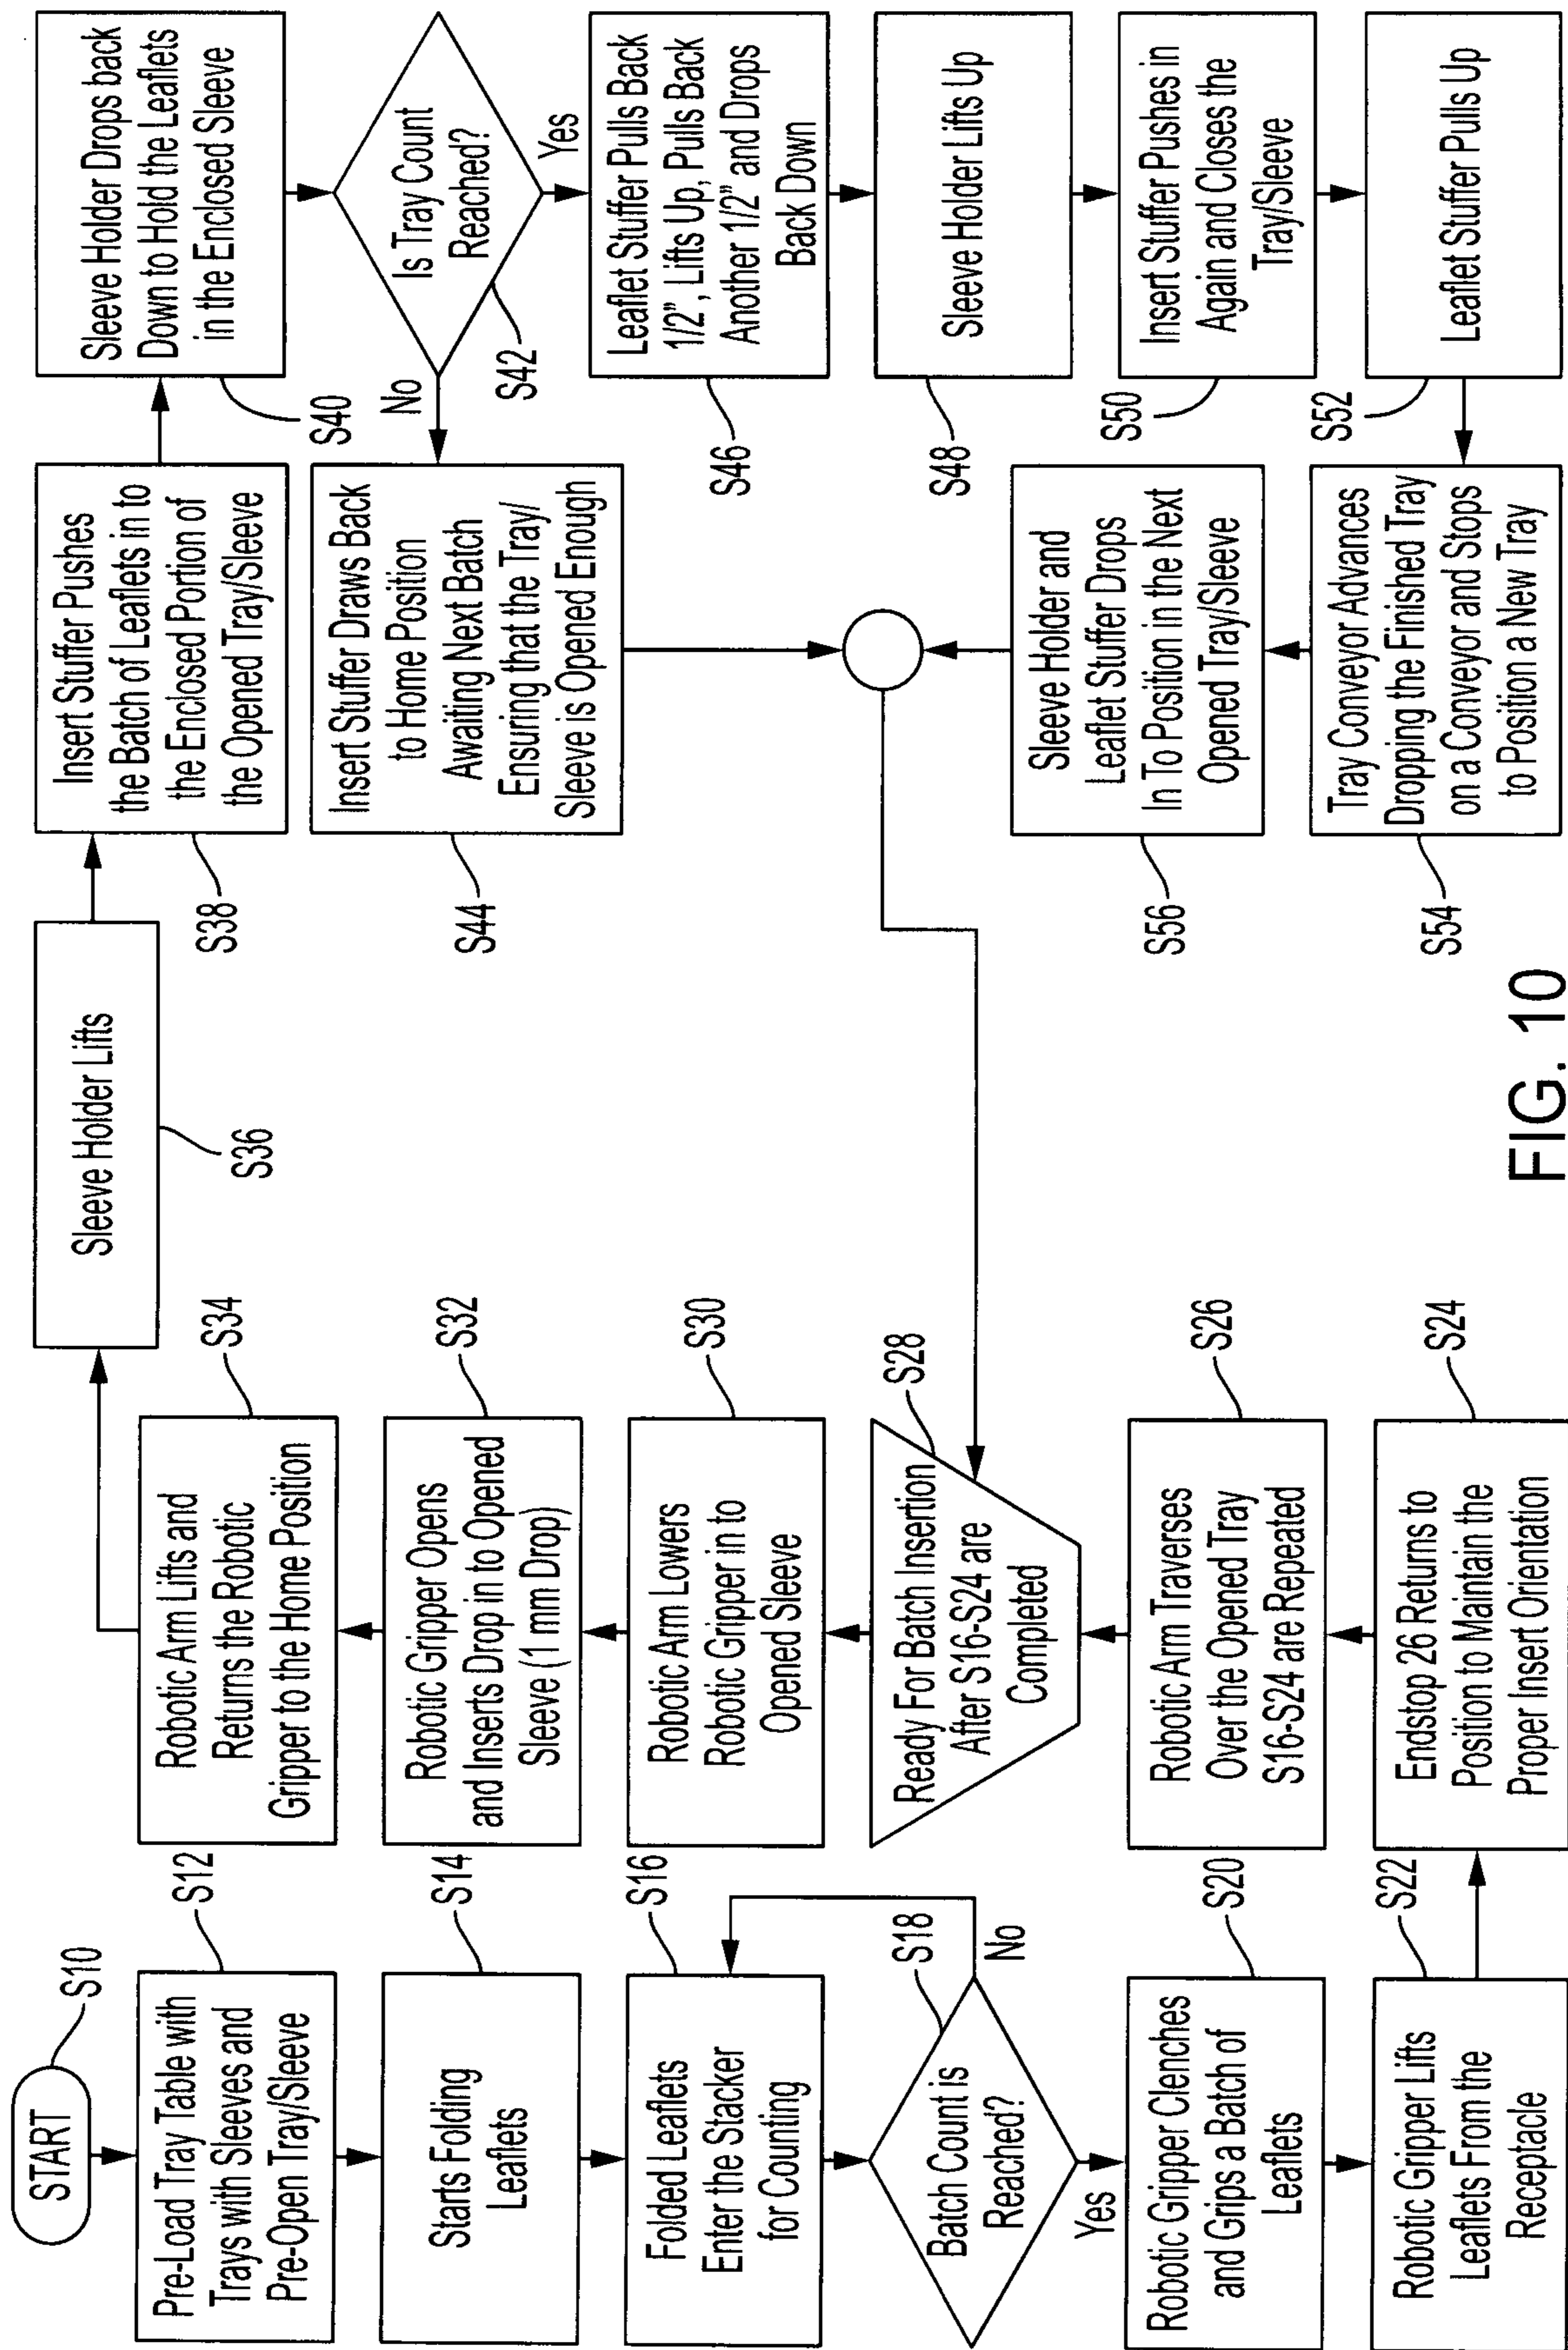 START
S10
Pre-Load Tray Table with
Trays with Sleeves and
Pre-Open Tray/Sleeve
S12
Starts Folding
Leaflets
S14
Folded Leaflets
Enter the Stacker
for Counting
S16
Batch Count is
Reached?
S18
No
Yes
Robotic Gripper Clenches
and Grips a Batch of
Leaflets
S20
Robotic Gripper Lifts
Leaflets From the
Receptacle
S22
Endstop 26 Returns to
Position to Maintain the
Proper Insert Orientation
S24
Robotic Arm Traverses
Over the Opened Tray
S16-S24 are Repeated
S26
Ready For Batch Insertion
After S16-S24 are
Completed
S28
Robotic Arm Lowers
Robotic Gripper in to
Opened Sleeve
S30
Robotic Gripper Opens
and Inserts Drop in to Opened
Sleeve (1 mm Drop)
S32
Robotic Arm Lifts and
Returns the Robotic
Gripper to the Home Position
S34
Sleeve Holder Lifts
S36
Insert Stuffer Pushes
the Batch of Leaflets in to
the Enclosed Portion of
the Opened Tray/Sleeve
S38
Sleeve Holder Drops back
Down to Hold the Leaflets
in the Enclosed Sleeve
S40
Is Tray Count
Reached?
S42
No
Yes
Insert Stuffer Draws Back
to Home Position
Awaiting Next Batch
Ensuring that the Tray/
Sleeve is Opened Enough
S44
Leaflet Stuffer Pulls Back
1/2", Lifts Up, Pulls Back
Another 1/2" and Drops
Back Down
S46
Sleeve Holder Lifts Up
S48
Insert Stuffer Pushes in
Again and Closes the
Tray/Sleeve
S50
Leaflet Stuffer Pulls Up
S52
Tray Conveyor Advances
Dropping the Finished Tray
on a Conveyor and Stops
to Position a New Tray
S54
Sleeve Holder and
Leaflet Stuffer Drops
In To Position in the Next
Opened Tray/Sleeve
S56
FIG. 10